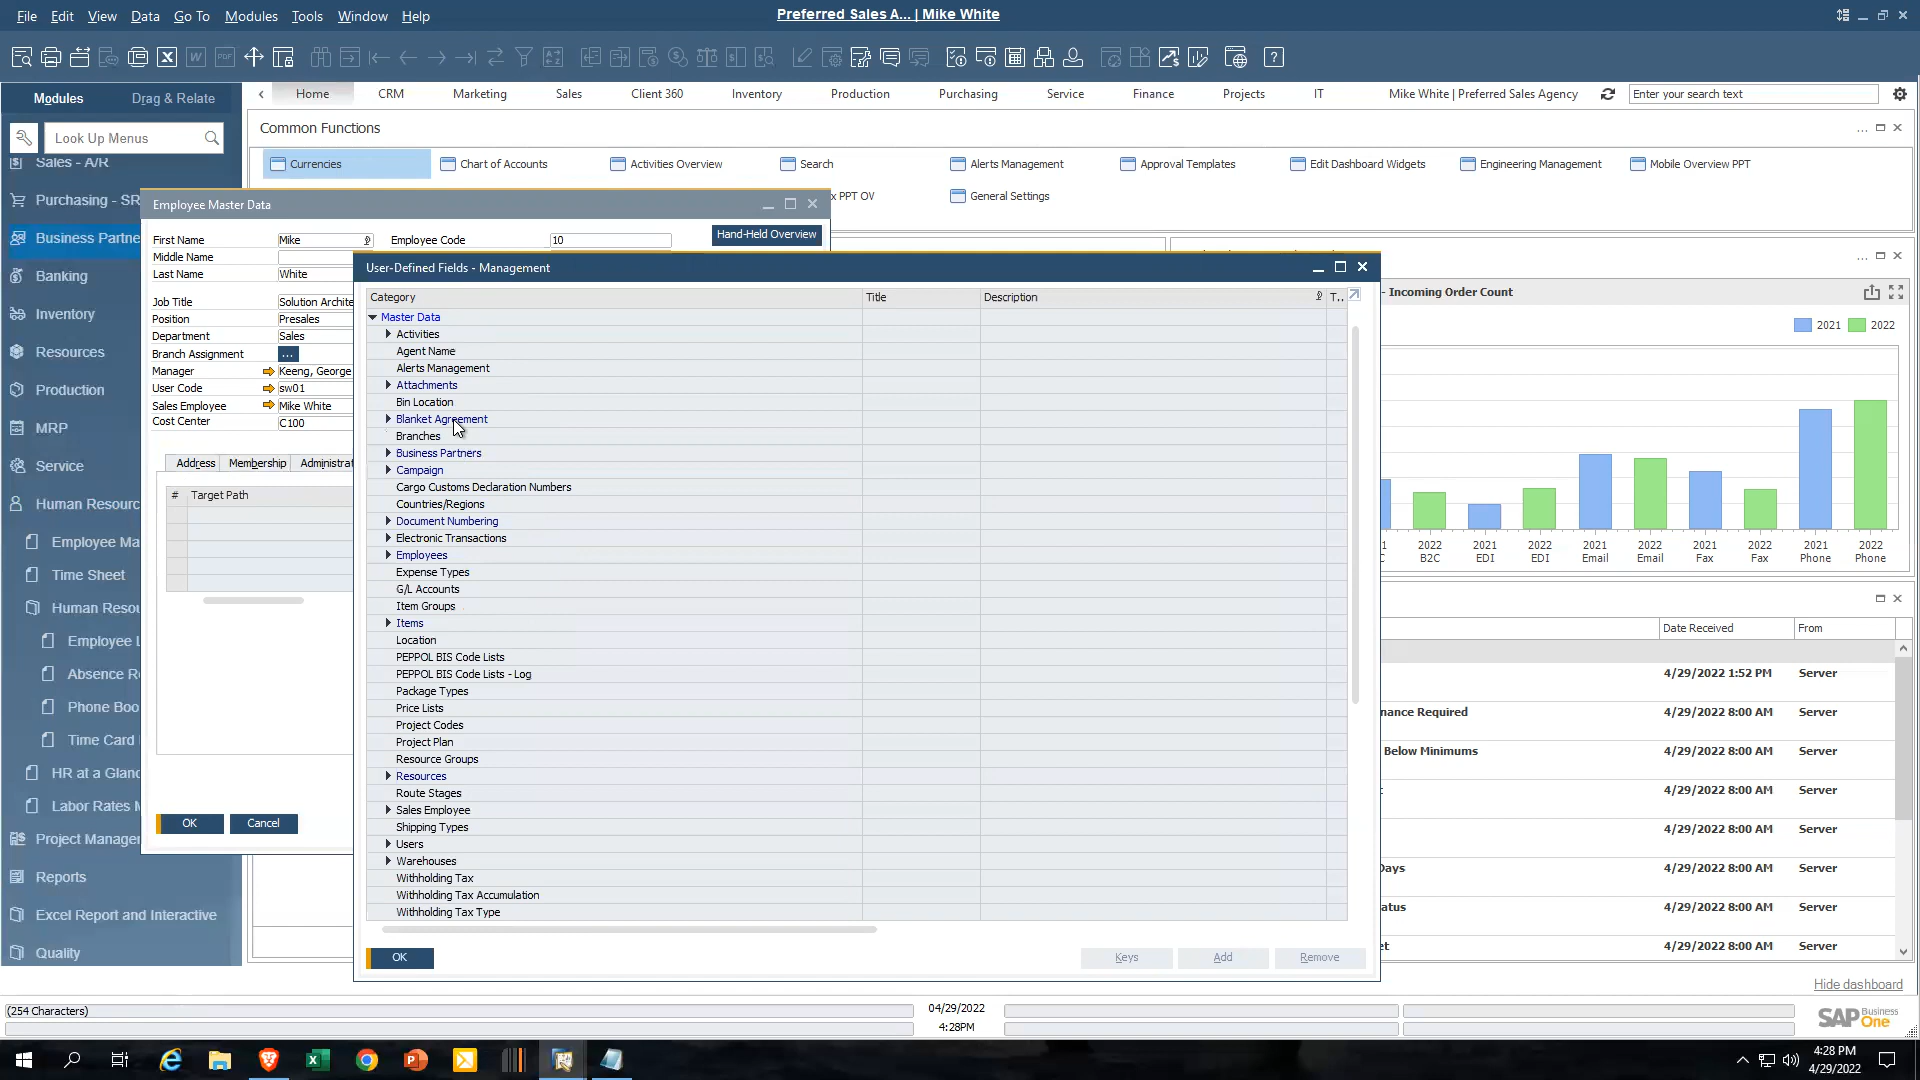 File Edit View Data Go To Modules Tools Window Help
Preferred Sales A... | Mike White
Modules Drag & Relate
Home CRM Marketing Sales Client 360 Inventory Production Purchasing Service Finance Projects IT
Mike White | Preferred Sales Agency
Enter your search text
Look Up Menus
Sales - A/R
Purchasing - SR
Business Partne
Banking
Inventory
Resources
Production
MRP
Service
Human Resourc
Employee Ma
Time Sheet
Human Resou
Employee L
Absence R
Phone Boo
Time Card
HR at a Glanc
Labor Rates M
Project Manager
Reports
Excel Report and Interactive
Quality
Common Functions
Currencies Chart of Accounts Activities Overview Search Alerts Management Approval Templates Edit Dashboard Widgets Engineering Management Mobile Overview PPT
x PPT OV General Settings
Employee Master Data
First Name Mike Employee Code 10 Hand-Held Overview
Middle Name
Last Name White
Job Title Solution Archite
Position Presales
Department Sales
Branch Assignment ...
Manager Keeng, George
User Code sw01
Sales Employee Mike White
Cost Center C100
Address Membership Administrat
# Target Path
OK Cancel
User-Defined Fields - Management
Category Title Description T..
Master Data
Activities
Agent Name
Alerts Management
Attachments
Bin Location
Blanket Agreement
Branches
Business Partners
Campaign
Cargo Customs Declaration Numbers
Countries/Regions
Document Numbering
Electronic Transactions
Employees
Expense Types
G/L Accounts
Item Groups
Items
Location
PEPPOL BIS Code Lists
PEPPOL BIS Code Lists - Log
Package Types
Price Lists
Project Codes
Project Plan
Resource Groups
Resources
Route Stages
Sales Employee
Shipping Types
Users
Warehouses
Withholding Tax
Withholding Tax Accumulation
Withholding Tax Type
OK Keys Add Remove
- Incoming Order Count
2021 2022
2022 2021 2022 2021 2022 2021 2022 2021 2022
B2C EDI EDI Email Email Fax Fax Phone Phone
Date Received From
4/29/2022 1:52 PM Server
nance Required 4/29/2022 8:00 AM Server
Below Minimums 4/29/2022 8:00 AM Server
4/29/2022 8:00 AM Server
4/29/2022 8:00 AM Server
Days 4/29/2022 8:00 AM Server
tatus 4/29/2022 8:00 AM Server
et 4/29/2022 8:00 AM Server
Hide dashboard
(254 Characters)
04/29/2022
4:28PM
SAP Business One
4:28 PM
4/29/2022